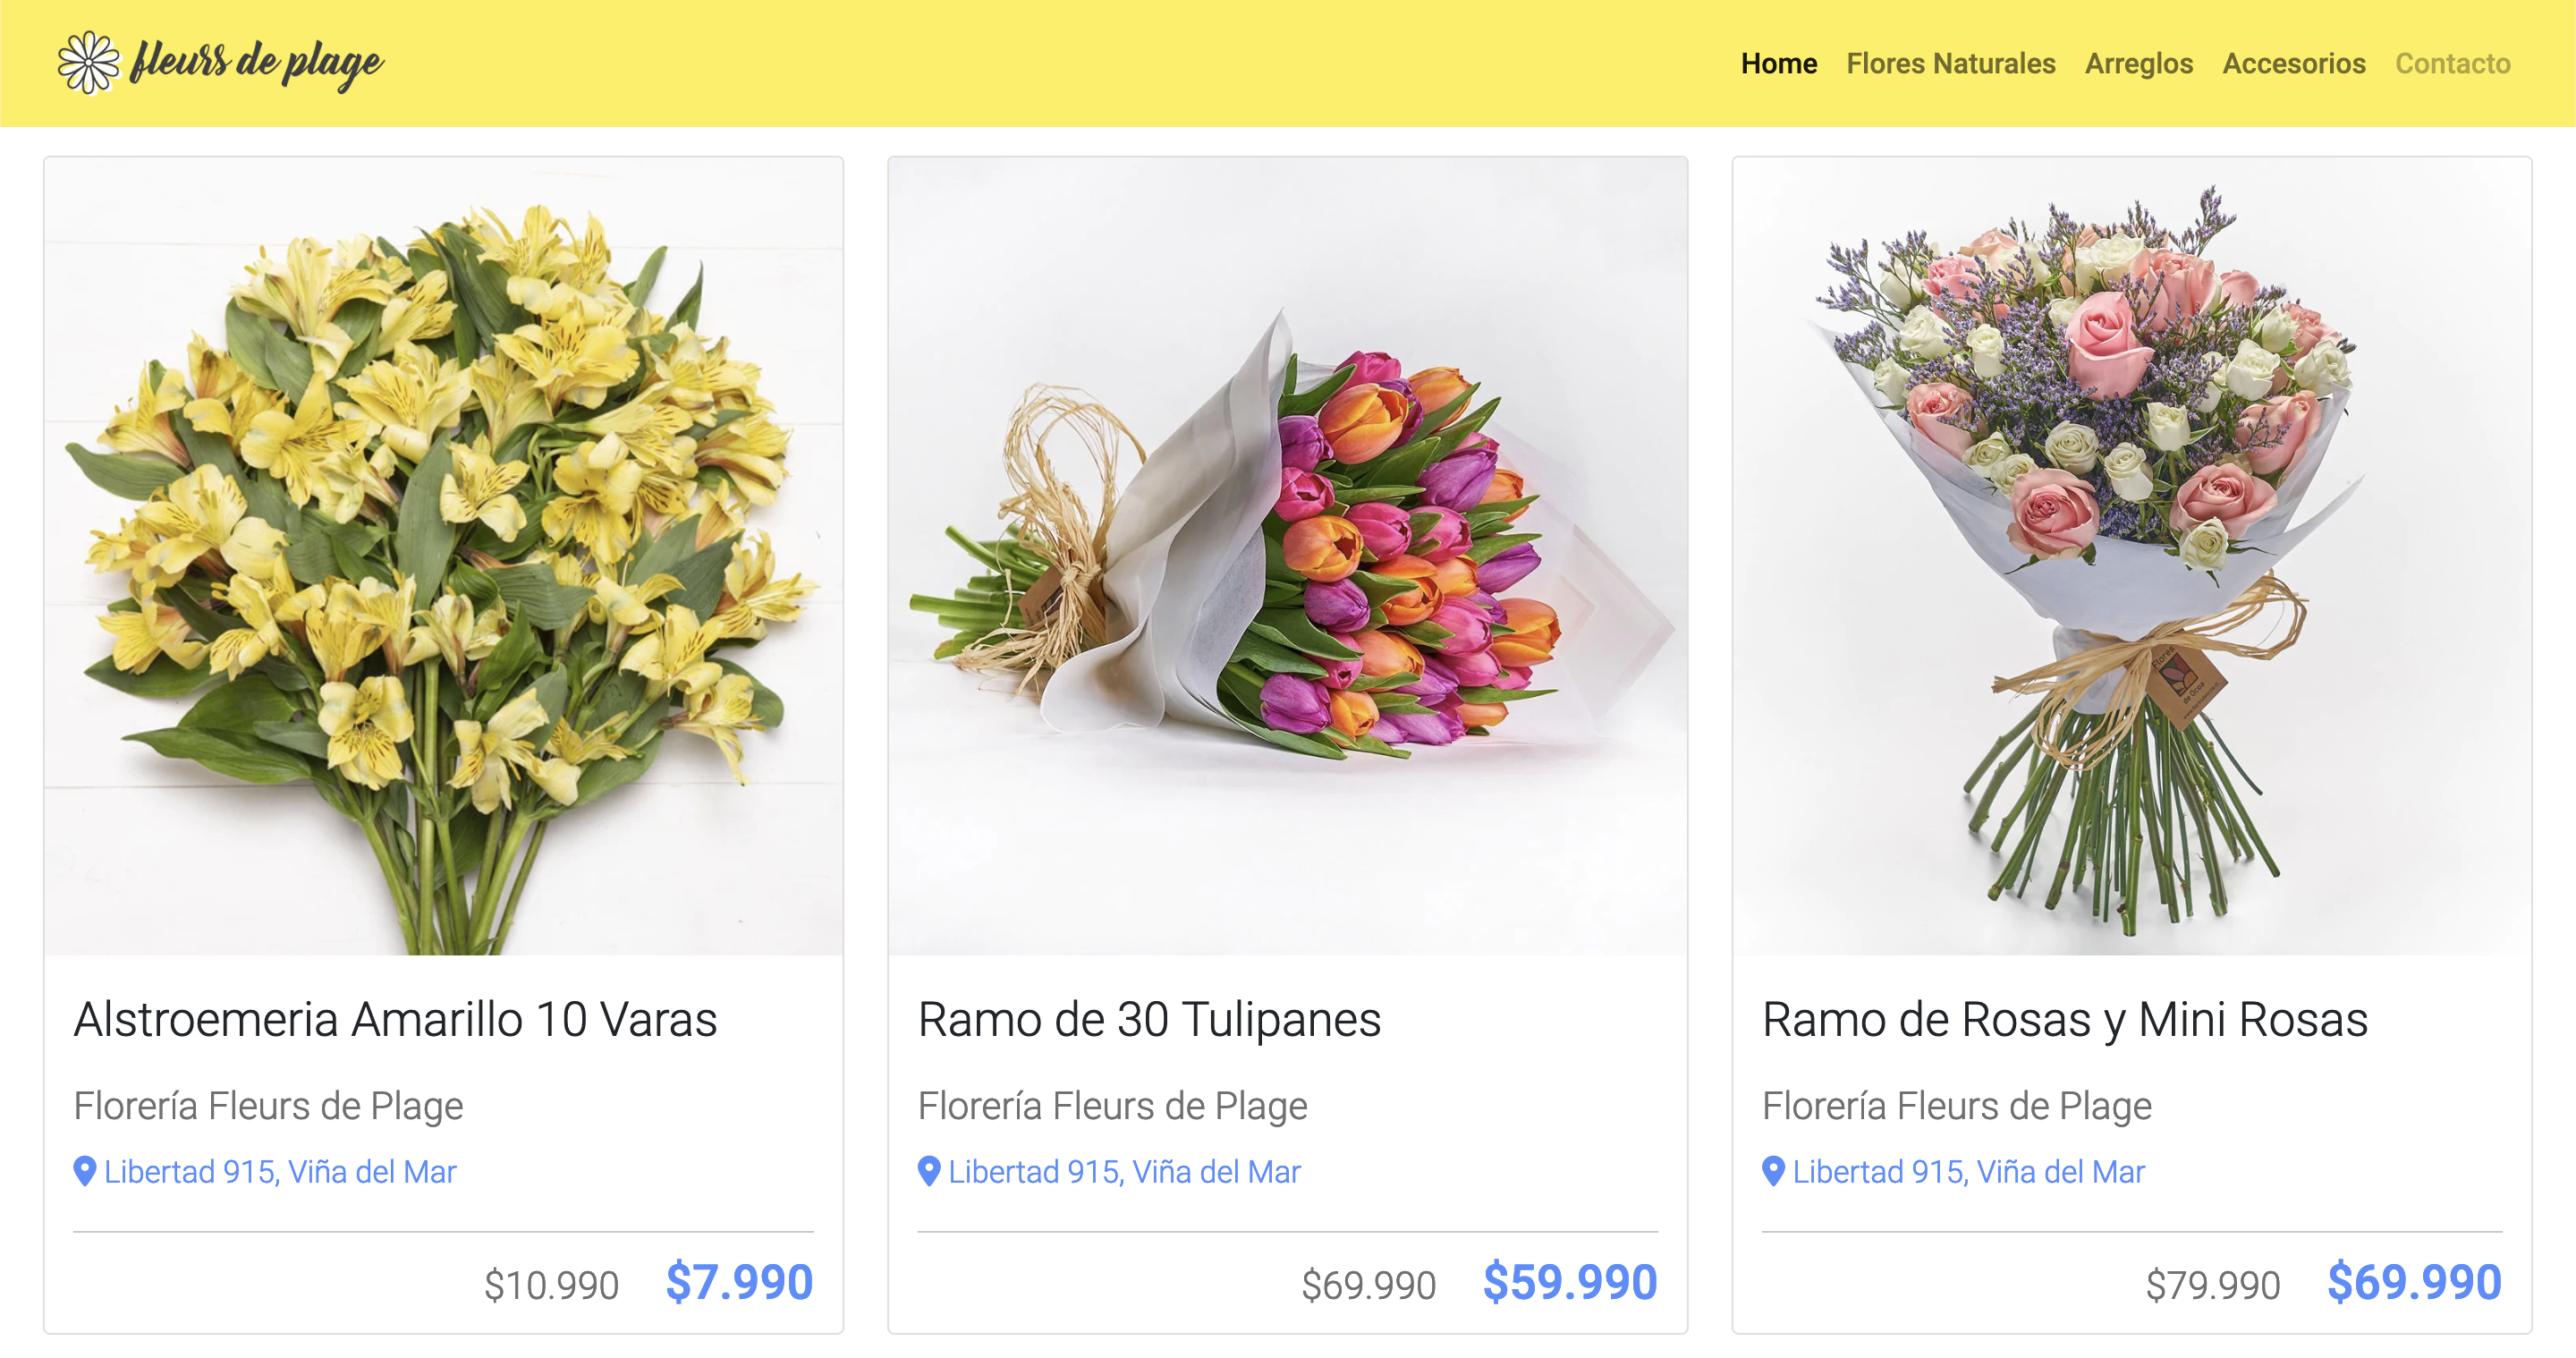 fleurs de plage
Home Flores Naturales Arreglos Accesorios Contacto
Flores
de Ocoa
Alstroemeria Amarillo 10 Varas
Florería Fleurs de Plage
Libertad 915, Viña del Mar
$10.990 $7.990
Ramo de 30 Tulipanes
Florería Fleurs de Plage
Libertad 915, Viña del Mar
$69.990 $59.990
Ramo de Rosas y Mini Rosas
Florería Fleurs de Plage
Libertad 915, Viña del Mar
$79.990 $69.990